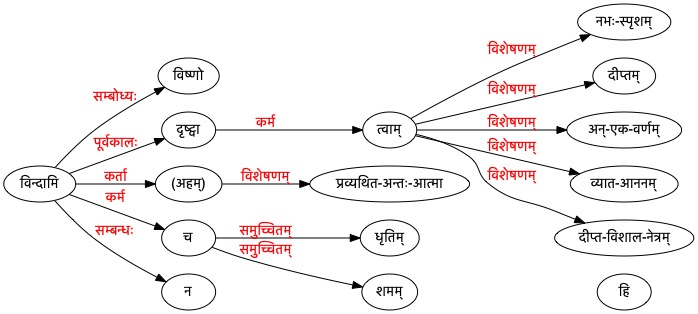 नभः-स्पृशम्
विशेषणम्
विष्णो
दीप्तम्
सम्बोध्यः
विशेषणम्
पूर्वकालः
दृष्ट्वा
कर्म
त्वाम्
विशेषणम्
अन्-एक-वर्णम्
विन्दामि
कर्ता
(अहम्)
विशेषणम्
प्रव्यथित-अन्तः-आत्मा
विशेषणम्
व्यात-आननम्
कर्म
विशेषणम्
च
समुच्चितम्
धृतिम्
दीप्त-विशाल-नेत्रम्
सम्बन्धः
समुच्चितम्
न
शमम्
हि